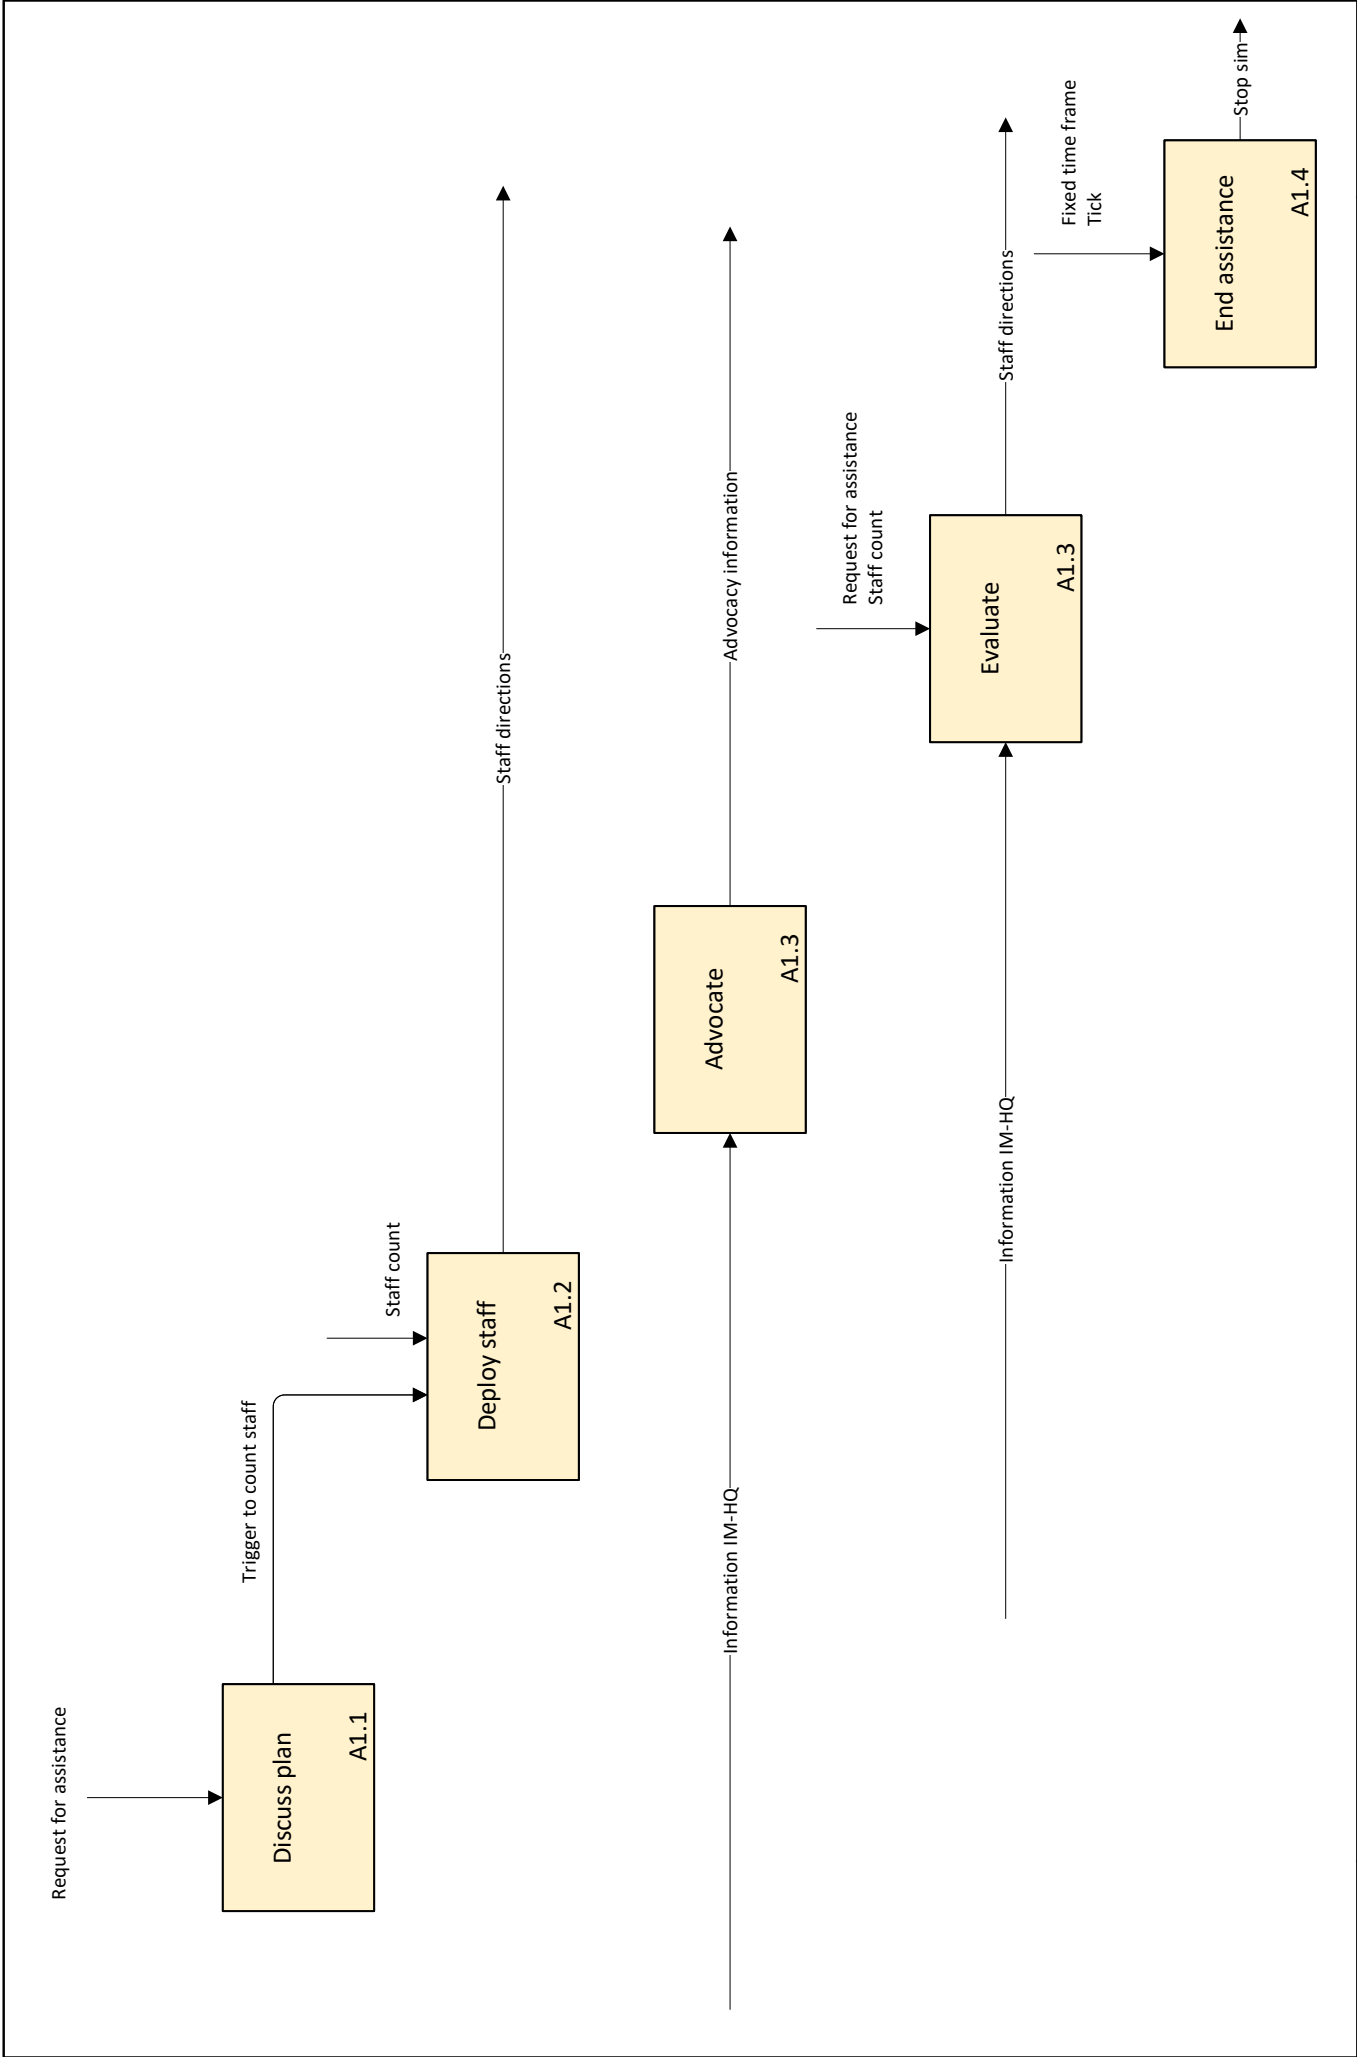 Request for assistance
Discuss plan
A1.1
Trigger to count staff
Staff count
Deploy staff
A1.2
Staff directions
Information IM-HQ
Advocate
A1.3
Advocacy information
Request for assistance
Staff count
Information IM-HQ
Evaluate
A1.3
Staff directions
Fixed time frame
Tick
End assistance
A1.4
Stop sim